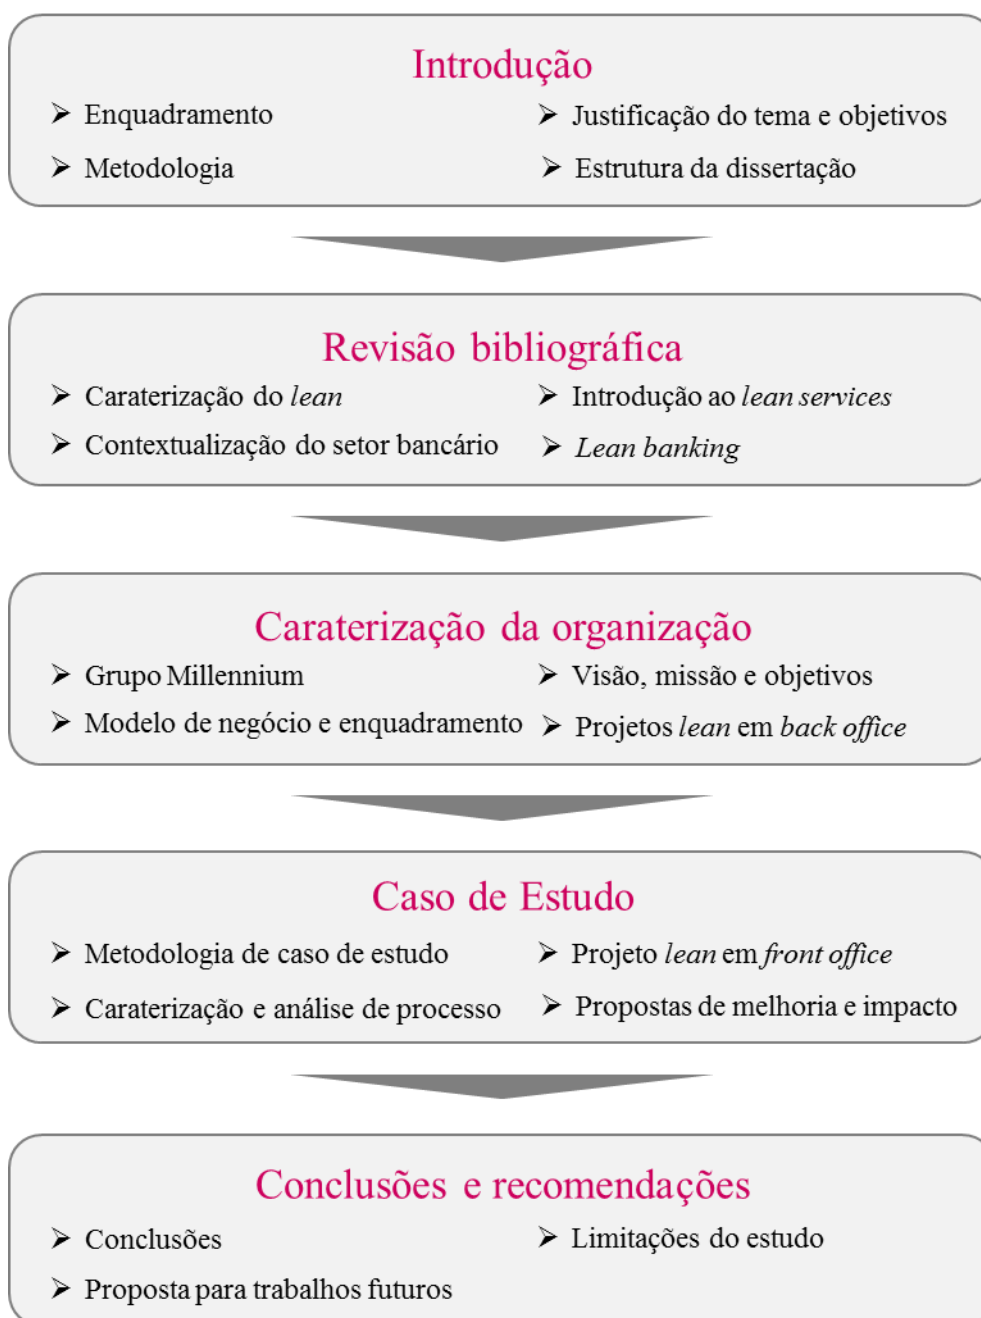 Introdução
➢ Enquadramento
➢ Justificação do tema e objetivos
➢ Metodologia
➢ Estrutura da dissertação
Revisão bibliográfica
➢ Caraterização do lean
➢ Introdução ao lean services
➢ Contextualização do setor bancário
➢ Lean banking
Caraterização da organização
➢ Grupo Millennium
➢ Visão, missão e objetivos
➢ Modelo de negócio e enquadramento
➢ Projetos lean em back office
Caso de Estudo
➢ Metodologia de caso de estudo
➢ Projeto lean em front office
➢ Caraterização e análise de processo
➢ Propostas de melhoria e impacto
Conclusões e recomendações
➢ Conclusões
➢ Limitações do estudo
➢ Proposta para trabalhos futuros